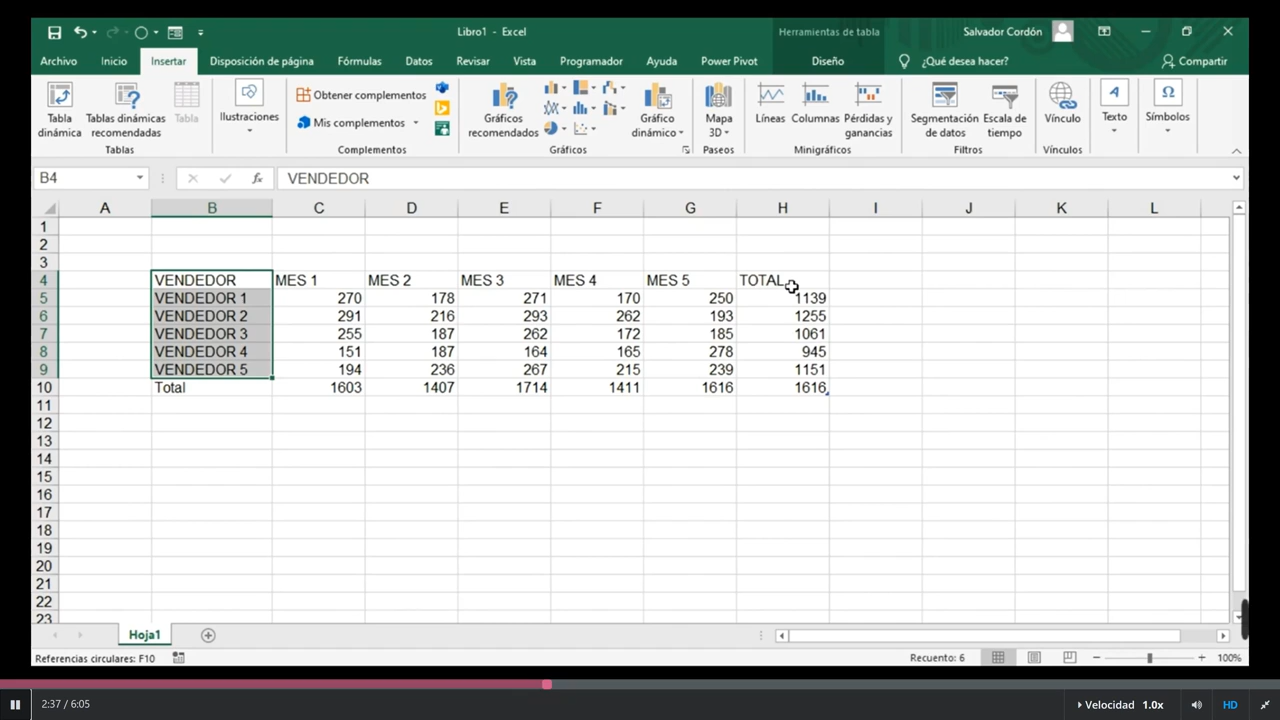 Libro1 - Excel
Herramientas de tabla
Salvador Cordón
Archivo Inicio Insertar Disposición de página Fórmulas Datos Revisar Vista Programador Ayuda Power Pivot Diseño ¿Qué desea hacer? Compartir
Tabla dinámica
Tablas dinámicas recomendadas
Tabla
Ilustraciones
Obtener complementos
Mis complementos
Gráficos recomendados
Gráfico dinámico
Mapa 3D
Líneas
Columnas
Pérdidas y ganancias
Segmentación de datos
Escala de tiempo
Vínculo
Texto
Símbolos
Tablas Complementos Gráficos Paseos Minigráficos Filtros Vínculos
B4 fx VENDEDOR
A B C D E F G H I J K L
1
2
3
4 VENDEDOR MES 1 MES 2 MES 3 MES 4 MES 5 TOTAL
5 VENDEDOR 1 270 178 271 170 250 1139
6 VENDEDOR 2 291 216 293 262 193 1255
7 VENDEDOR 3 255 187 262 172 185 1061
8 VENDEDOR 4 151 187 164 165 278 945
9 VENDEDOR 5 194 236 267 215 239 1151
10 Total 1603 1407 1714 1411 1616 1616
11
12
13
14
15
16
17
18
19
20
21
22
23
Hoja1
Referencias circulares: F10 Recuento: 6 100%
2:37 / 6:05 Velocidad 1.0x HD